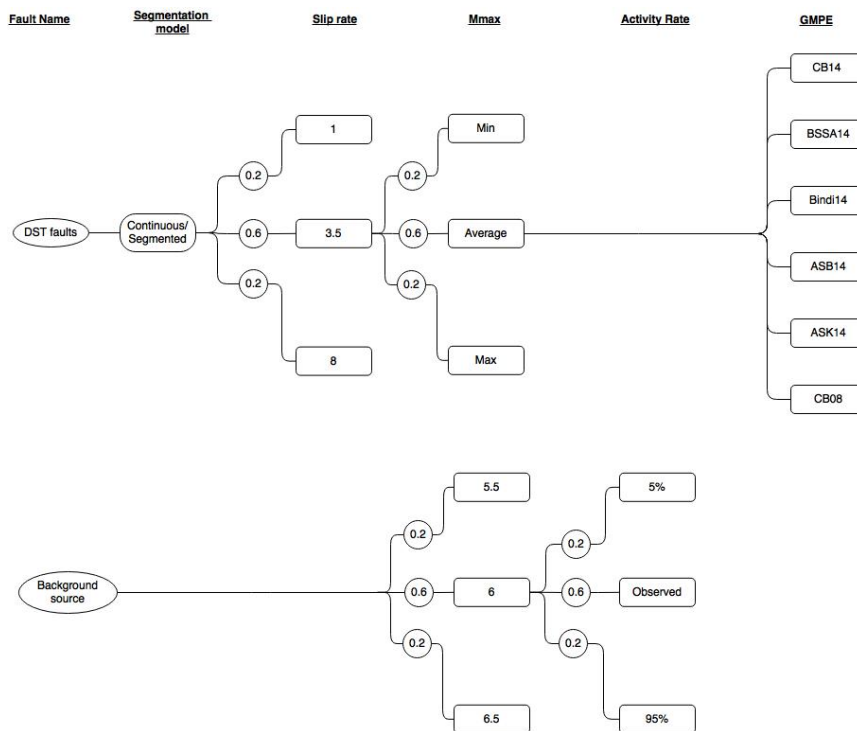 Fault Name
Segmentation
model
Slip rate
Mmax
Activity Rate
GMPE
CB14
1
Min
BSSA14
0.2
0.2
Bindi14
DST faults
Continuous/
Segmented
0.6
3.5
0.6
Average
ASB14
0.2
0.2
ASK14
8
Max
CB08
5.5
5%
0.2
0.2
Background
source
0.6
6
0.6
Observed
0.2
0.2
6.5
95%